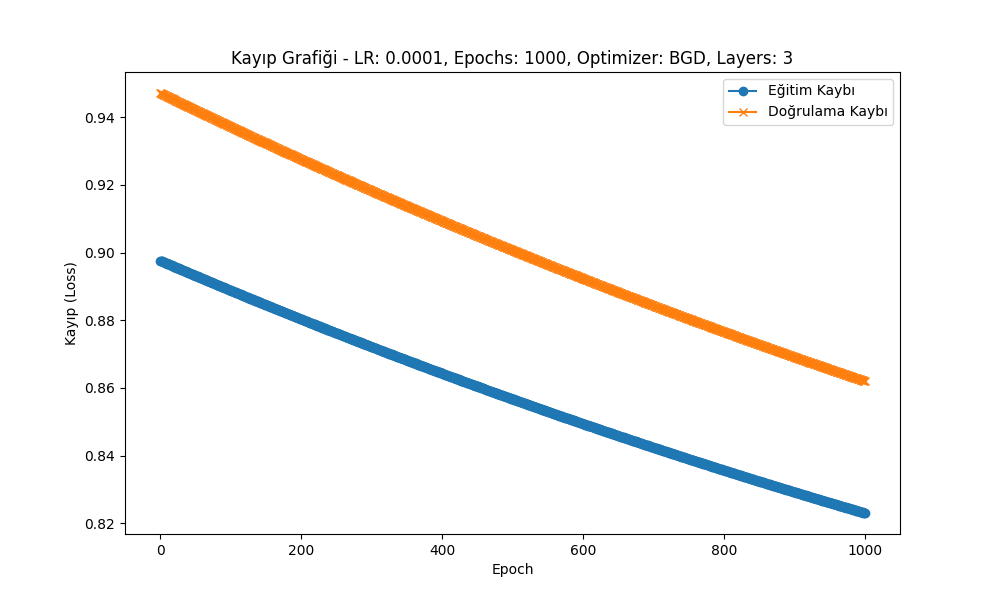 Kayıp Grafiği - LR: 0.0001, Epochs: 1000, Optimizer: BGD, Layers: 3
Eğitim Kaybı
Doğrulama Kaybı
Kayıp (Loss)
0.94
0.92
0.90
0.88
0.86
0.84
0.82
0 200 400 600 800 1000
Epoch